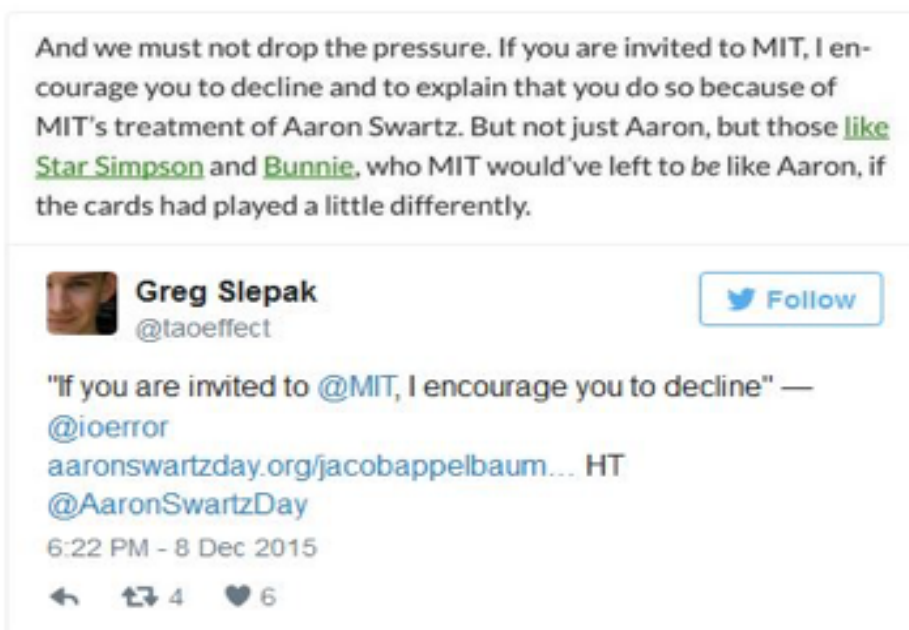 And we must not drop the pressure. If you are invited to MIT, I en-
courage you to decline and to explain that you do so because of
MIT's treatment of Aaron Swartz. But not just Aaron, but those like
Star Simpson and Bunnie, who MIT would've left to be like Aaron, if
the cards had played a little differently.
Greg Slepak
@taoeffect
Follow
"If you are invited to @MIT, I encourage you to decline" —
@ioerror
aaronswartzday.org/jacobappelbaum… HT
@AaronSwartzDay
6:22 PM - 8 Dec 2015
4 6